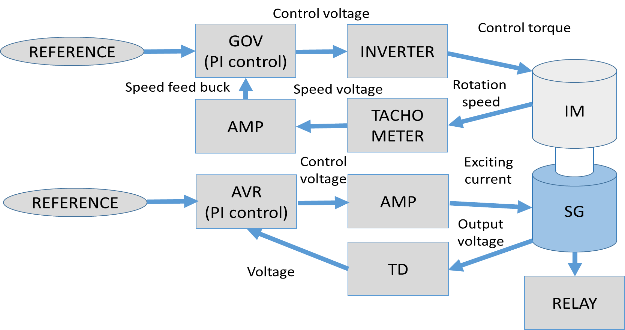 Control voltage
Control torque
REFERENCE
GOV
(PI control)
INVERTER
Speed feed buck
Speed voltage
Rotation
speed
AMP
TACHO
METER
IM
Control
voltage
Exciting
current
REFERENCE
AVR
(PI control)
AMP
SG
Output
voltage
Voltage
TD
RELAY